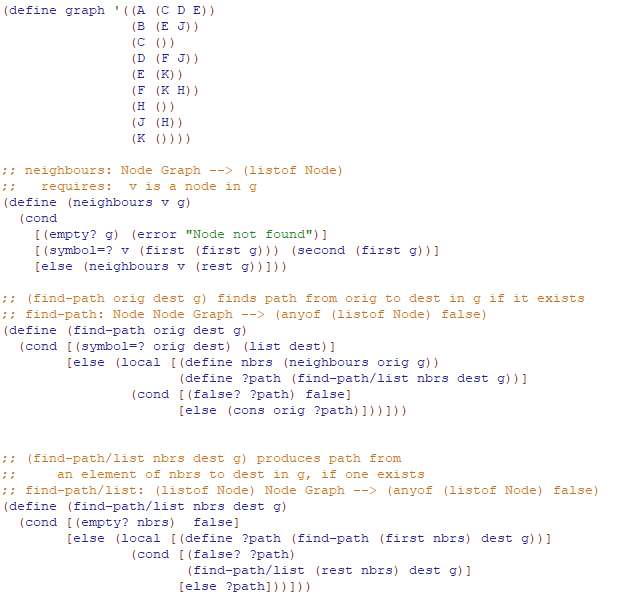 (define graph '((A (C D E))
                (B (E J))
                (C ())
                (D (F J))
                (E (K))
                (F (K H))
                (H ())
                (J (H))
                (K ())))
;; neighbours: Node Graph --> (listof Node)
;;   requires:  v is a node in g
(define (neighbours v g)
  (cond
    [(empty? g) (error "Node not found")]
    [(symbol=? v (first (first g))) (second (first g))]
    [else (neighbours v (rest g))]))
;; (find-path orig dest g) finds path from orig to dest in g if it exists
;; find-path: Node Node Graph --> (anyof (listof Node) false)
(define (find-path orig dest g)
  (cond [(symbol=? orig dest) (list dest)]
        [else (local [(define nbrs (neighbours orig g))
                      (define ?path (find-path/list nbrs dest g))]
                (cond [(false? ?path) false]
                      [else (cons orig ?path)]))]))
;; (find-path/list nbrs dest g) produces path from
;;     an element of nbrs to dest in g, if one exists
;; find-path/list: (listof Node) Node Graph --> (anyof (listof Node) false)
(define (find-path/list nbrs dest g)
  (cond [(empty? nbrs)  false]
        [else (local [(define ?path (find-path (first nbrs) dest g))]
                (cond [(false? ?path)
                       (find-path/list (rest nbrs) dest g)]
                      [else ?path]))]))